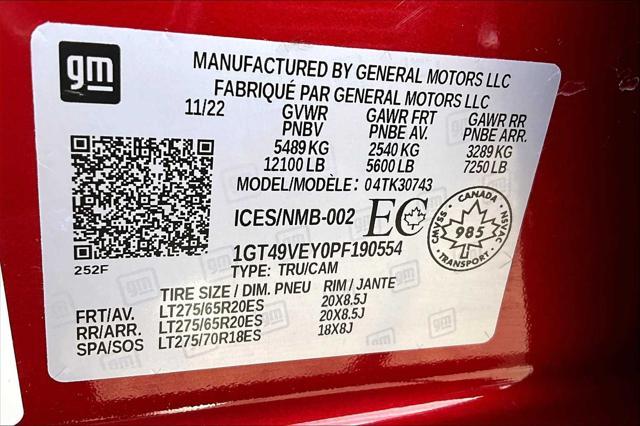 gm
MANUFACTURED BY GENERAL MOTORS LLC
FABRIQUÉ PAR GENERAL MOTORS LLC
11/22 GVWR GAWR FRT GAWR RR
PNBV PNBE AV. PNBE ARR.
5489 KG 2540 KG 3289 KG
12100 LB 5600 LB 7250 LB
MODEL/MODÈLE: 04TK30743
ICES/NMB-002 EC
CANADA
CMVSS 985 NSVAC
TRANSPORT
1GT49VEY0PF190554
252F
TYPE: TRU/CAM
TIRE SIZE / DIM. PNEU RIM / JANTE
FRT/AV. LT275/65R20ES 20X8.5J
RR/ARR. LT275/65R20ES 20X8.5J
SPA/SOS LT275/70R18ES 18X8J